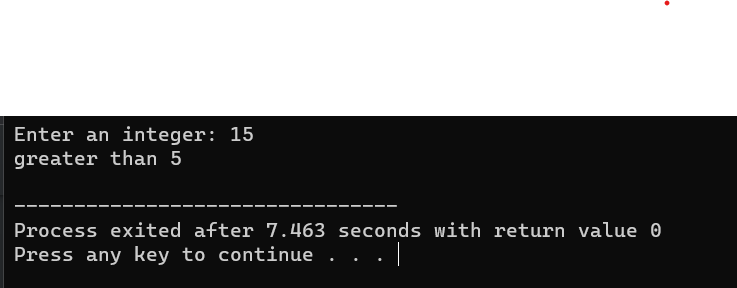 Enter an integer: 15
greater than 5
--------------------------------
Process exited after 7.463 seconds with return value 0
Press any key to continue . . .